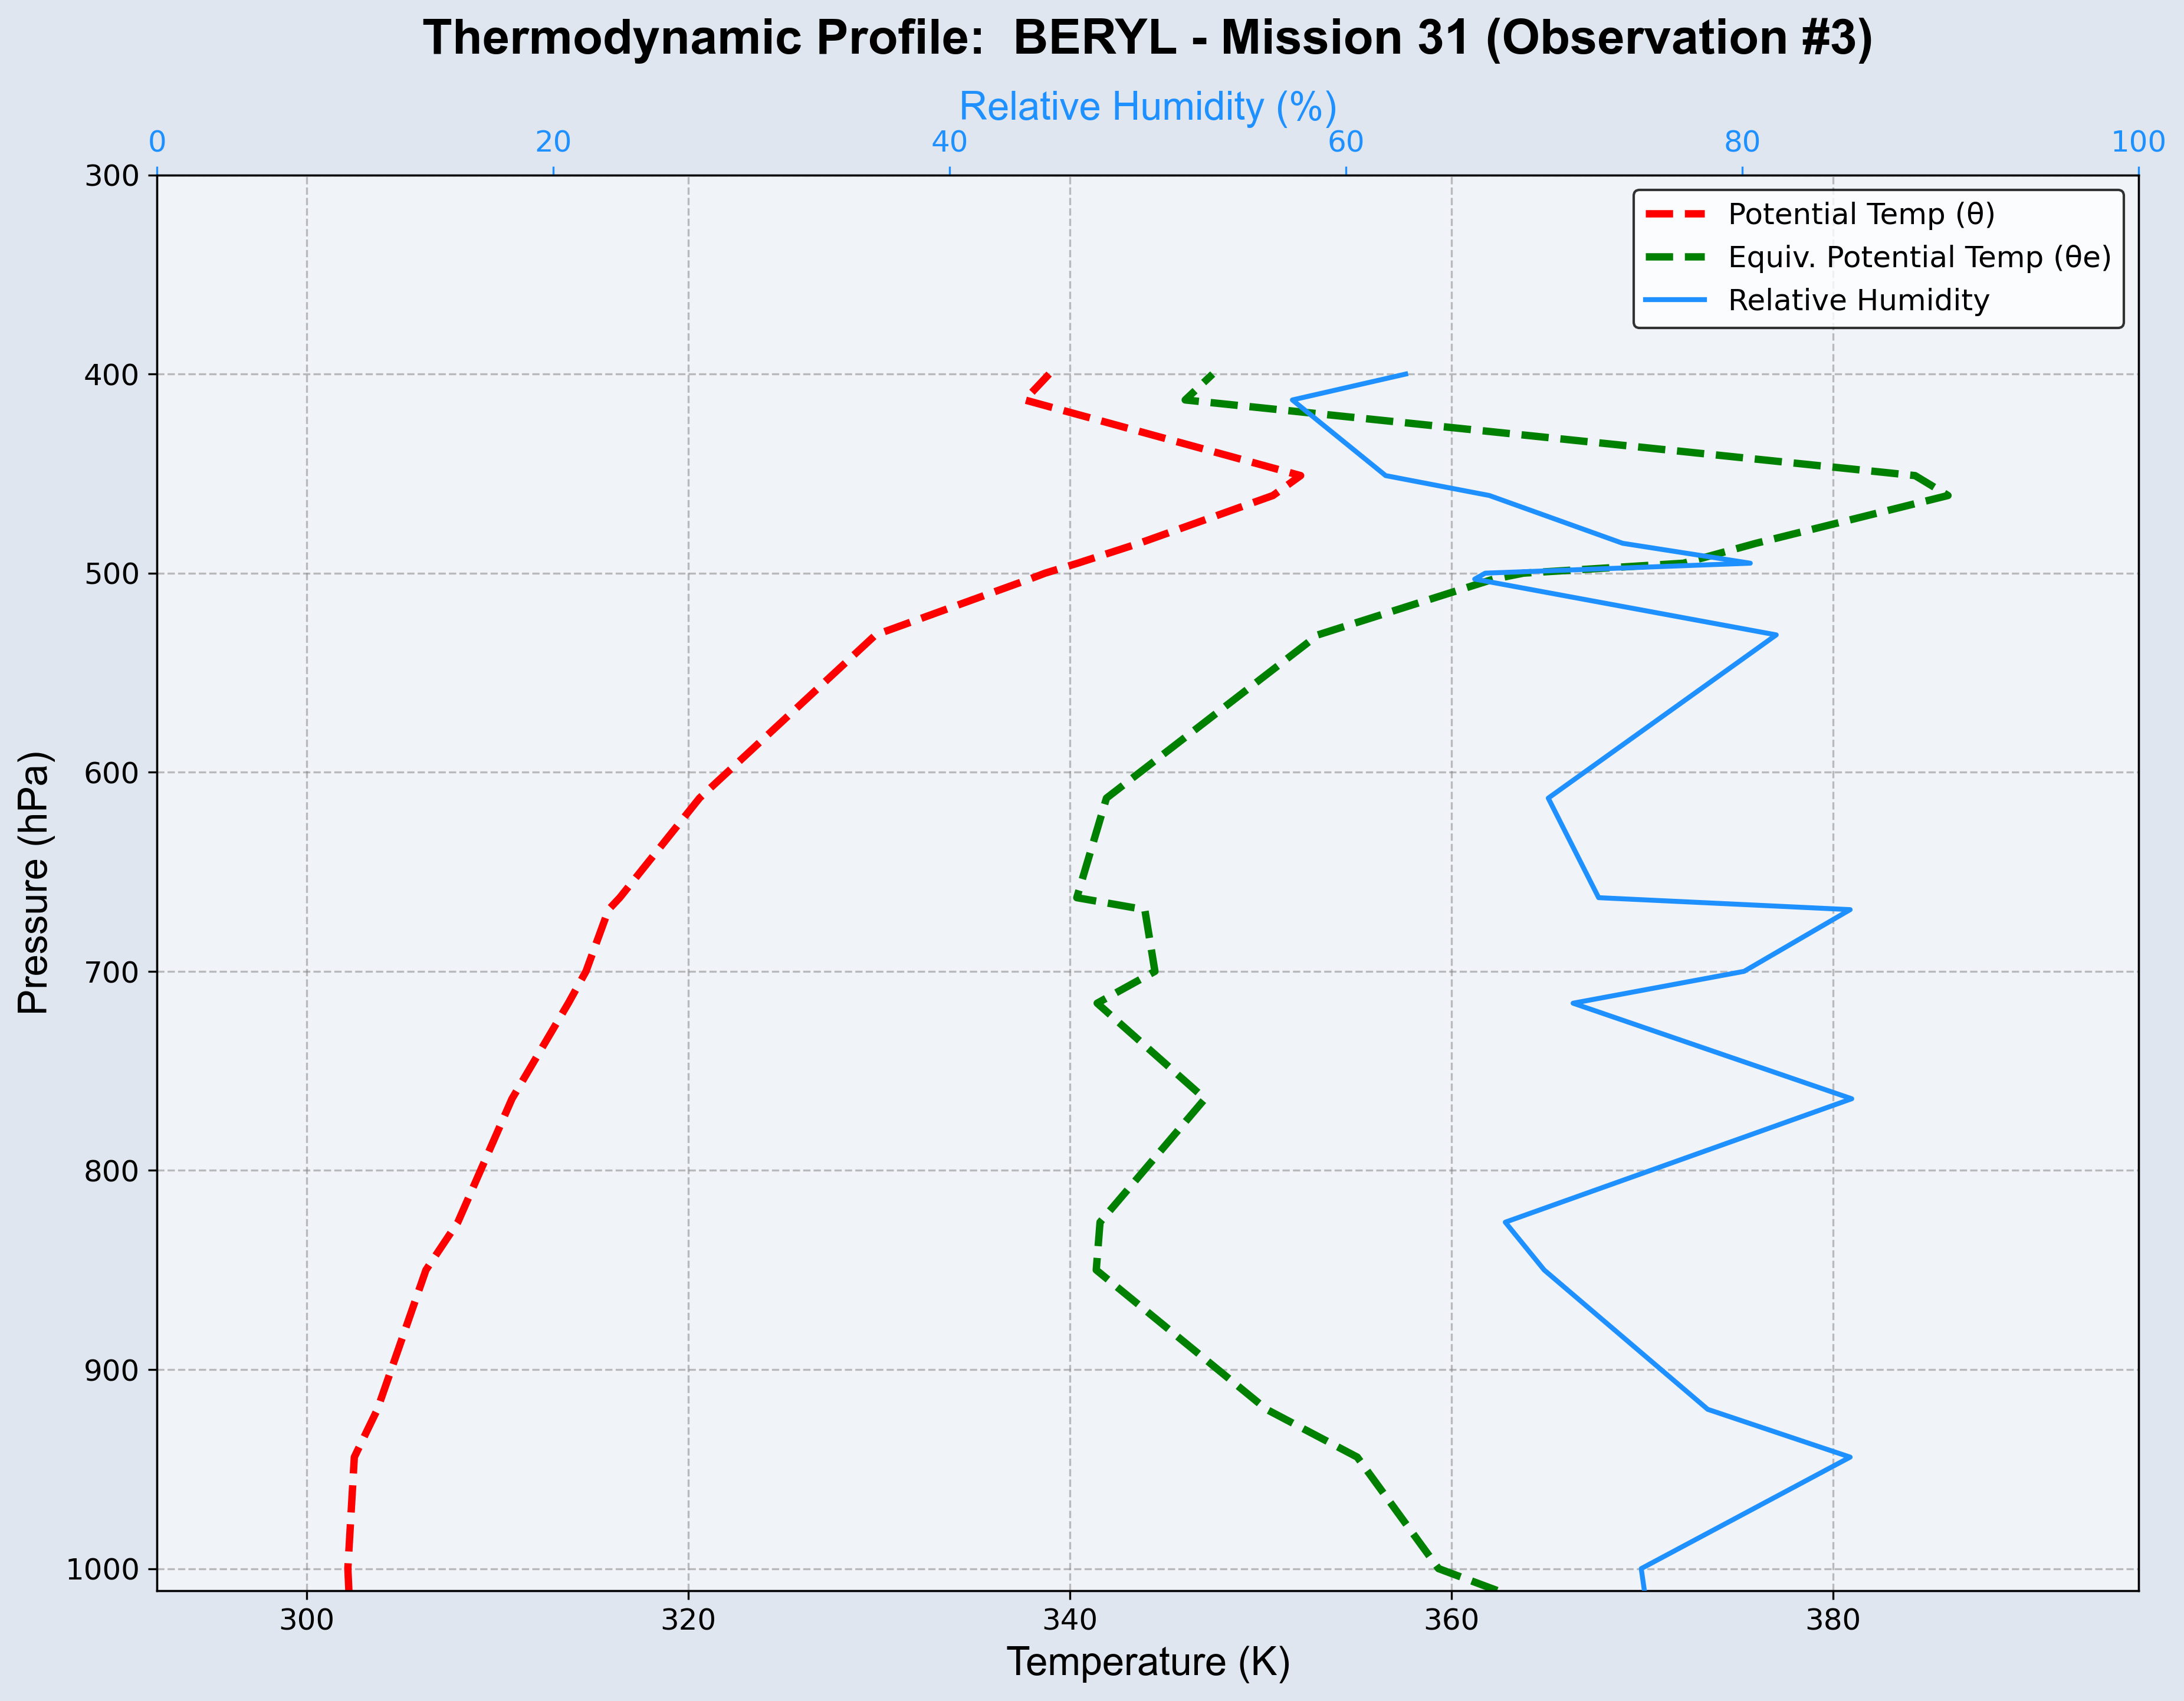 Thermodynamic Profile:  BERYL - Mission 31 (Observation #3)
Relative Humidity (%)
0 20 40 60 80 100
Potential Temp (θ)
Equiv. Potential Temp (θe)
Relative Humidity
Pressure (hPa)
300
400
500
600
700
800
900
1000
300 320 340 360 380
Temperature (K)